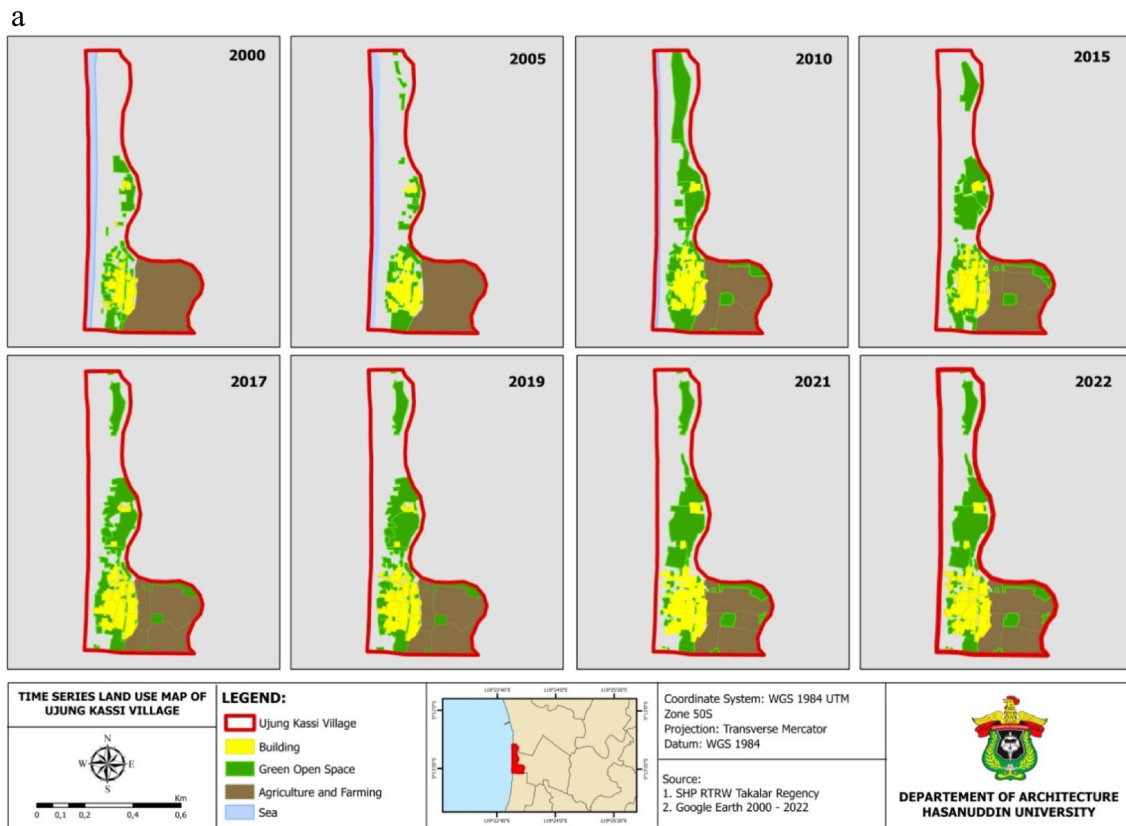 a
2000
2005
2010
2015
2017
2019
2021
2022
TIME SERIES LAND USE MAP OF
UJUNG KASSI VILLAGE
N
W E
S
Km
0 0,1 0,2 0,4 0,6
LEGEND:
Ujung Kassi Village
Building
Green Open Space
Agriculture and Farming
Sea
Coordinate System: WGS 1984 UTM
Zone 50S
Projection: Transverse Mercator
Datum: WGS 1984
Source:
1. SHP RTRW Takalar Regency
2. Google Earth 2000 - 2022
DEPARTEMENT OF ARCHITECTURE
HASANUDDIN UNIVERSITY